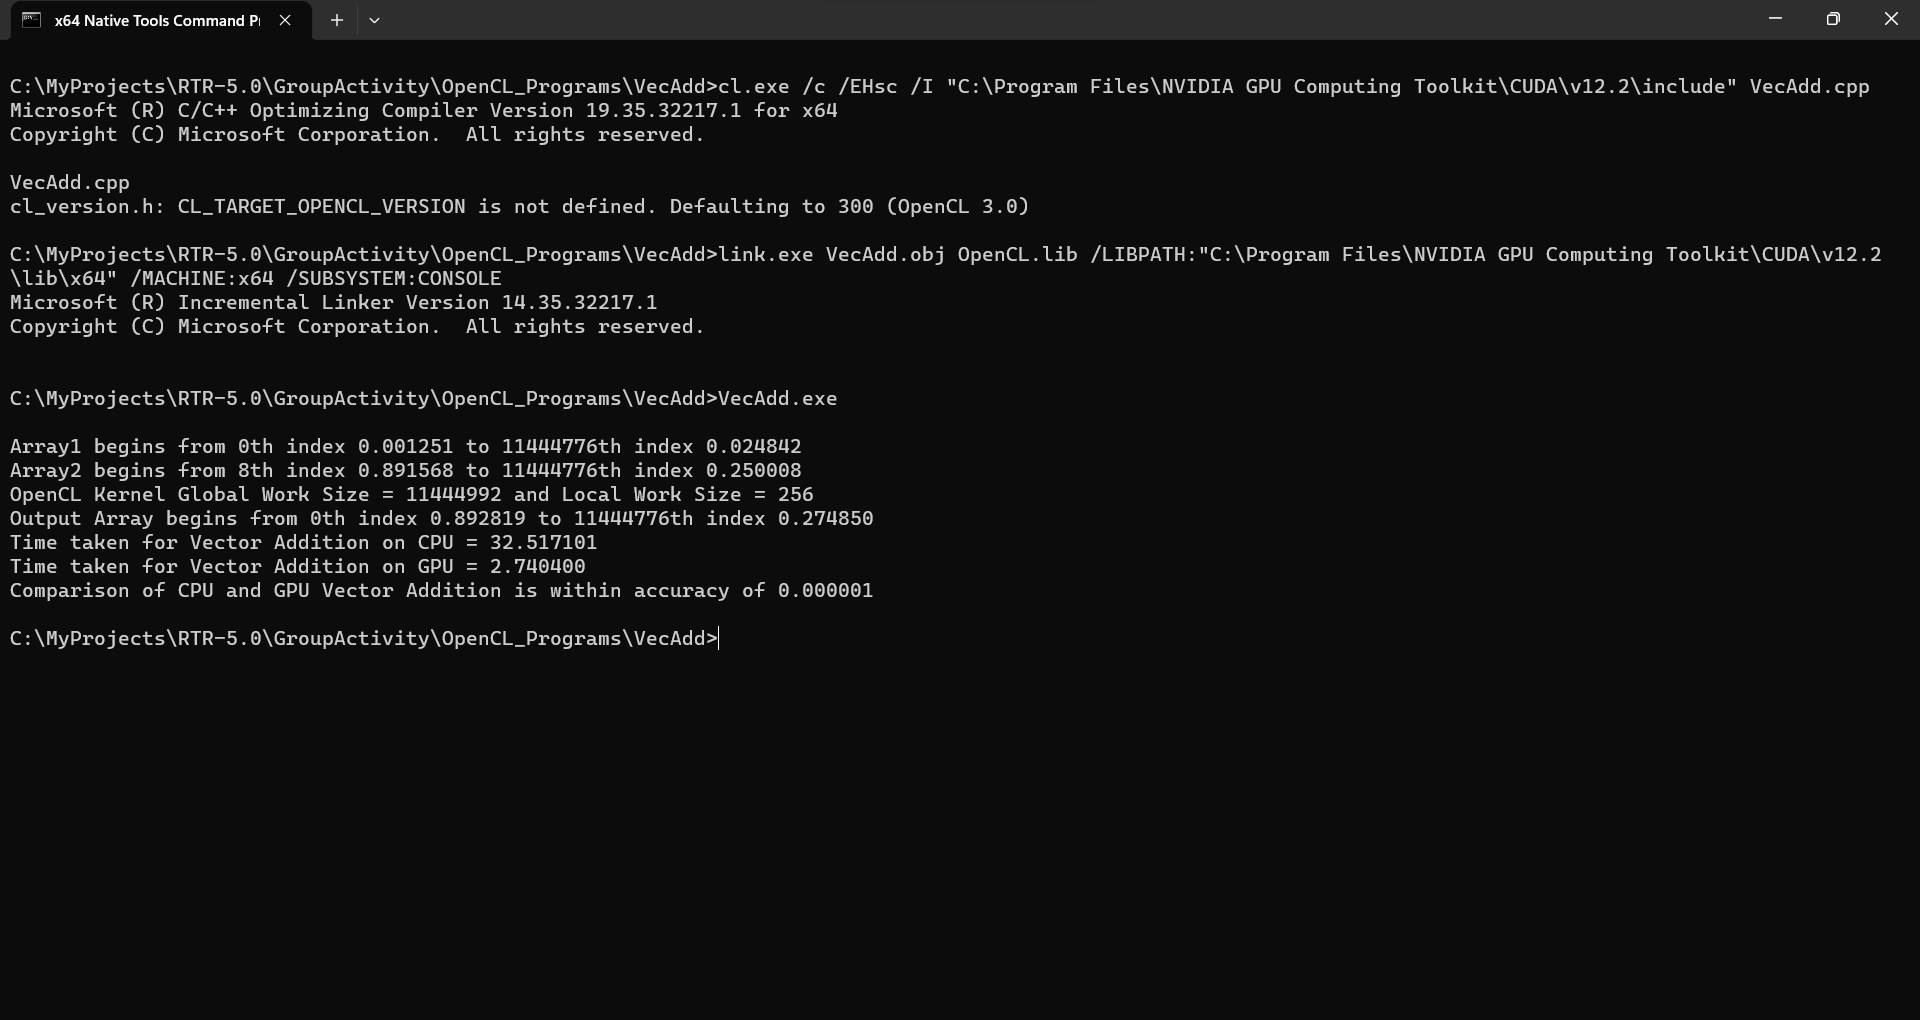 x64 Native Tools Command P
C:\MyProjects\RTR-5.0\GroupActivity\OpenCL_Programs\VecAdd>cl.exe /c /EHsc /I "C:\Program Files\NVIDIA GPU Computing Toolkit\CUDA\v12.2\include" VecAdd.cpp
Microsoft (R) C/C++ Optimizing Compiler Version 19.35.32217.1 for x64
Copyright (C) Microsoft Corporation.  All rights reserved.
VecAdd.cpp
cl_version.h: CL_TARGET_OPENCL_VERSION is not defined. Defaulting to 300 (OpenCL 3.0)
C:\MyProjects\RTR-5.0\GroupActivity\OpenCL_Programs\VecAdd>link.exe VecAdd.obj OpenCL.lib /LIBPATH:"C:\Program Files\NVIDIA GPU Computing Toolkit\CUDA\v12.2
\lib\x64" /MACHINE:x64 /SUBSYSTEM:CONSOLE
Microsoft (R) Incremental Linker Version 14.35.32217.1
Copyright (C) Microsoft Corporation.  All rights reserved.
C:\MyProjects\RTR-5.0\GroupActivity\OpenCL_Programs\VecAdd>VecAdd.exe
Array1 begins from 0th index 0.001251 to 11444776th index 0.024842
Array2 begins from 8th index 0.891568 to 11444776th index 0.250008
OpenCL Kernel Global Work Size = 11444992 and Local Work Size = 256
Output Array begins from 0th index 0.892819 to 11444776th index 0.274850
Time taken for Vector Addition on CPU = 32.517101
Time taken for Vector Addition on GPU = 2.740400
Comparison of CPU and GPU Vector Addition is within accuracy of 0.000001
C:\MyProjects\RTR-5.0\GroupActivity\OpenCL_Programs\VecAdd>